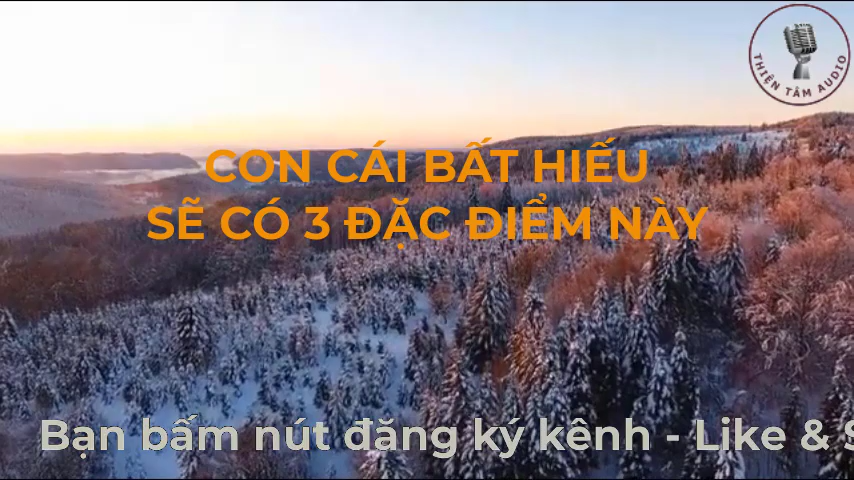 THIỆN TÂM AUDIO
CON CÁI BẤT HIẾU
SẼ CÓ 3 ĐẶC ĐIỂM NÀY
Bạn bấm nút đăng ký kênh - Like & S